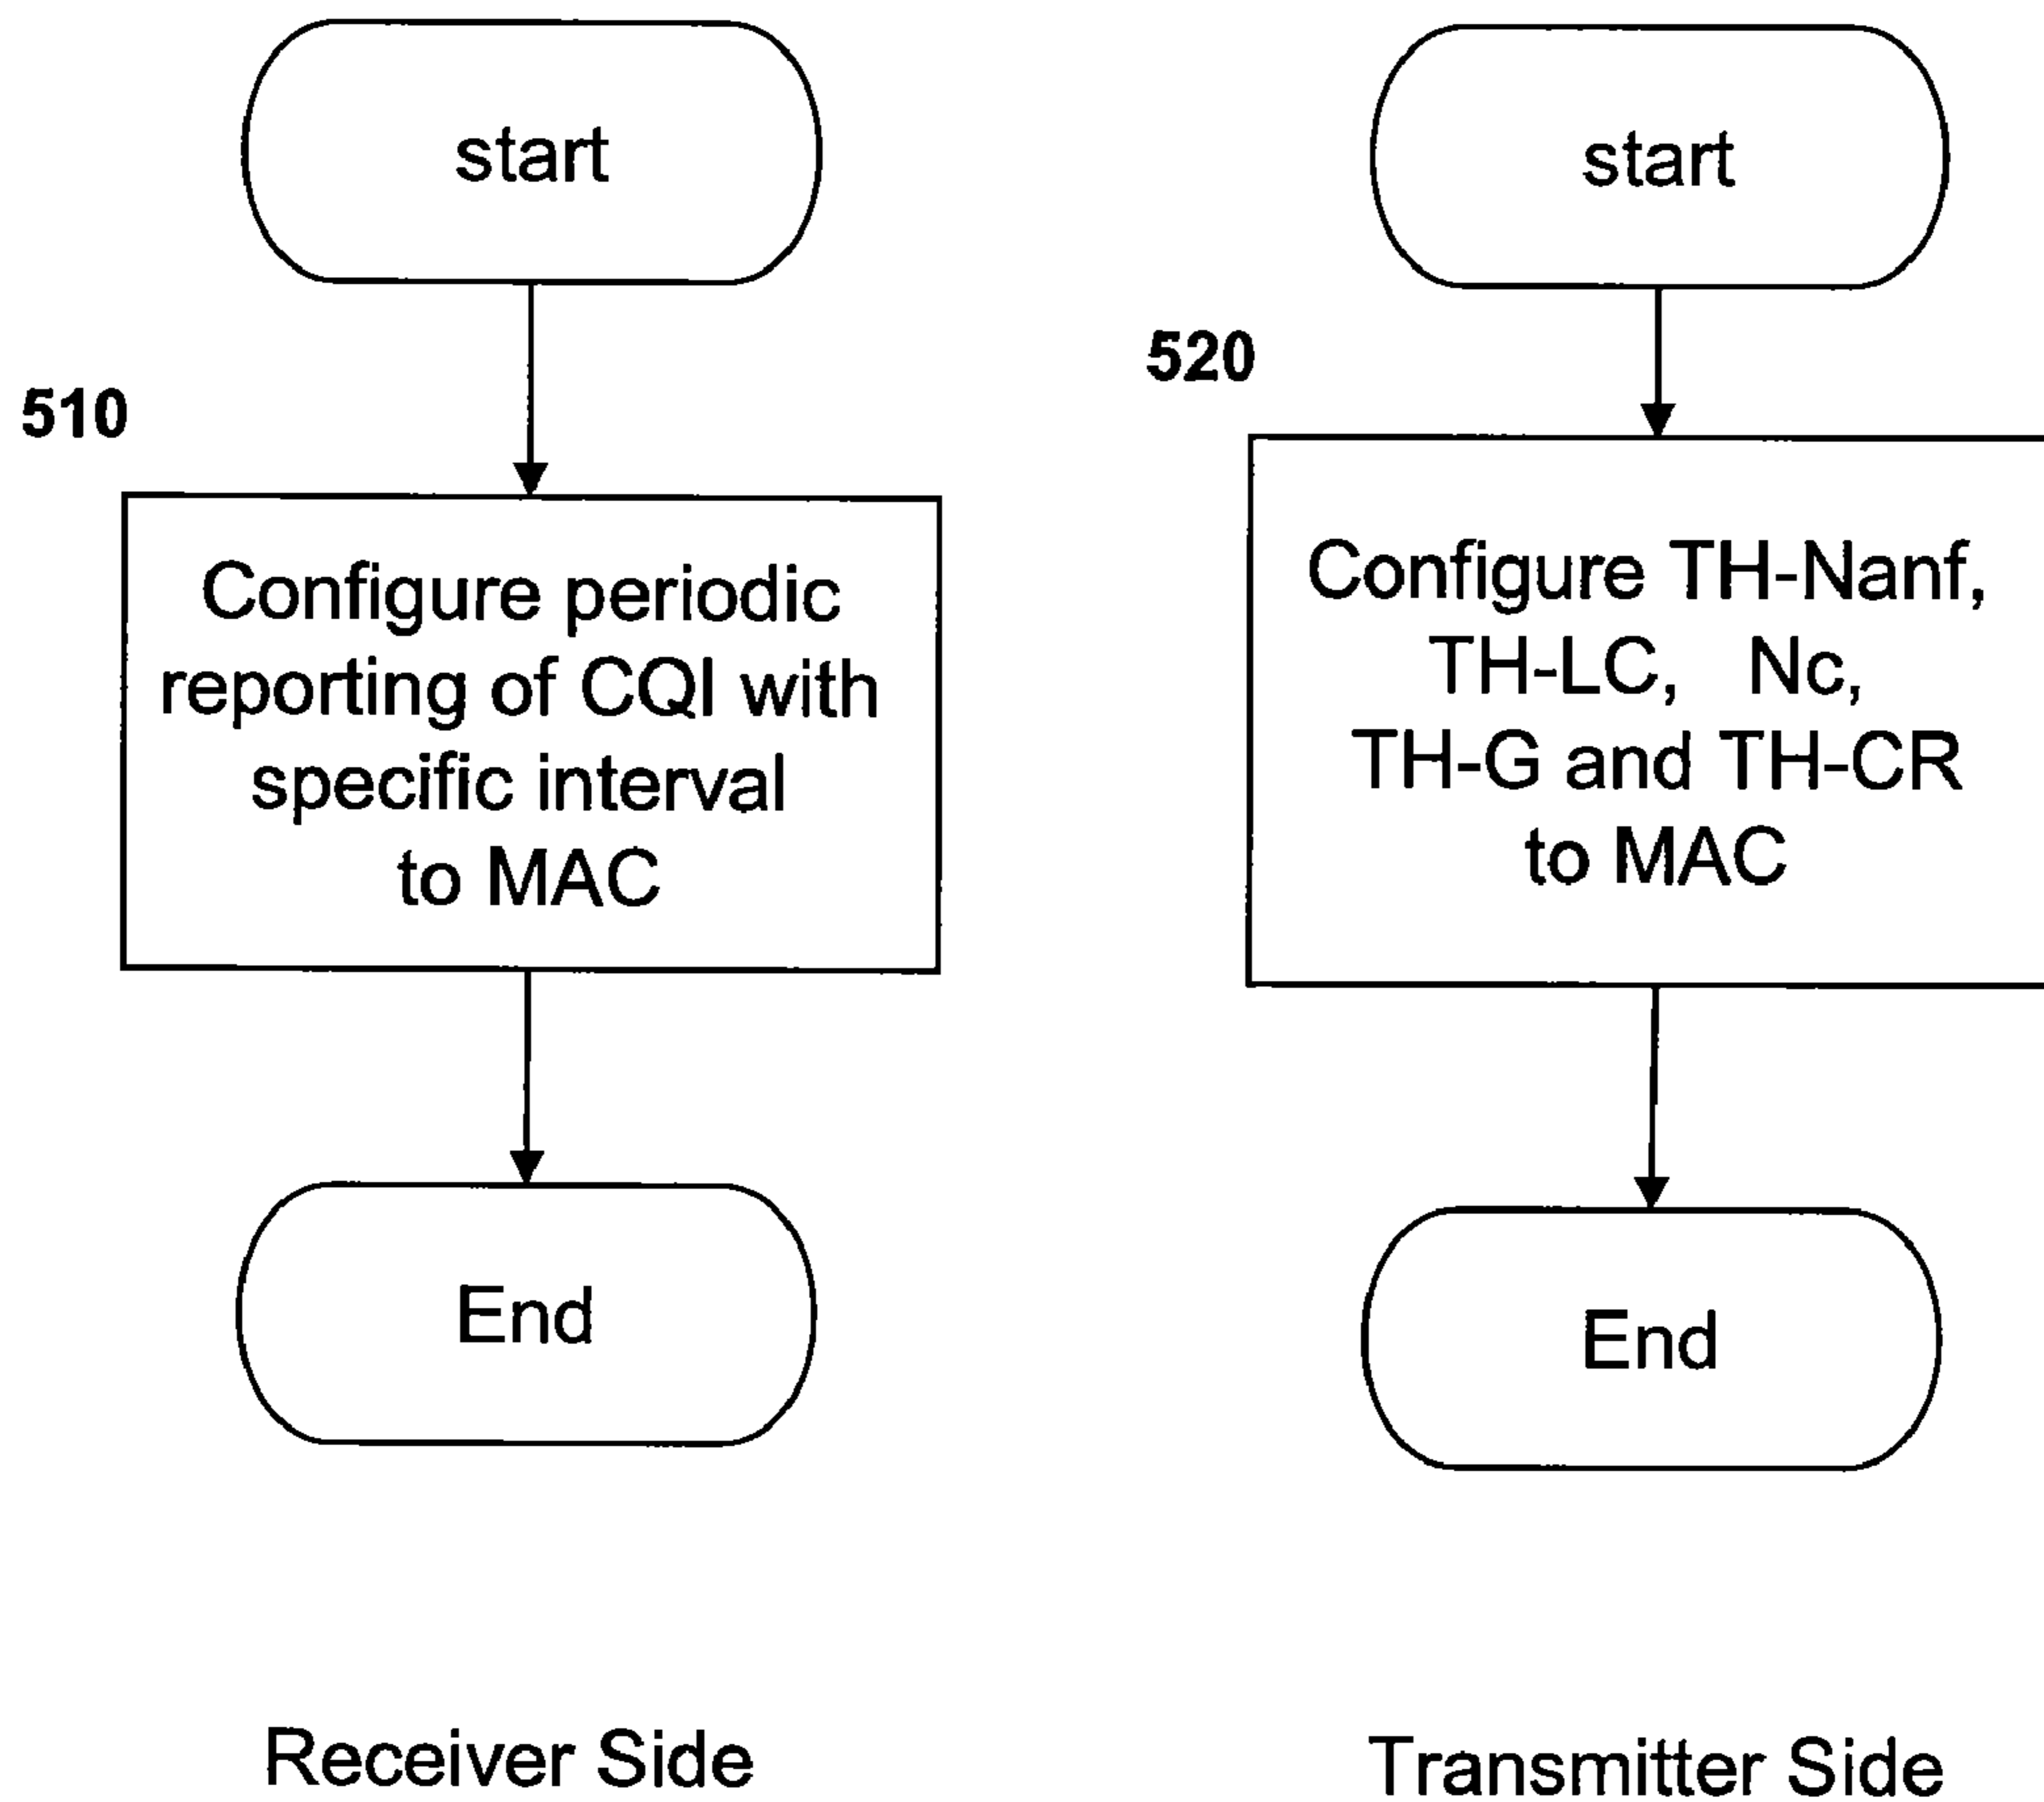 start
510
Configure periodic
reporting of CQI with
specific interval
to MAC
End
Receiver Side
start
520
Configure TH-Nanf,
TH-LC, Nc,
TH-G and TH-CR
to MAC
End
Transmitter Side